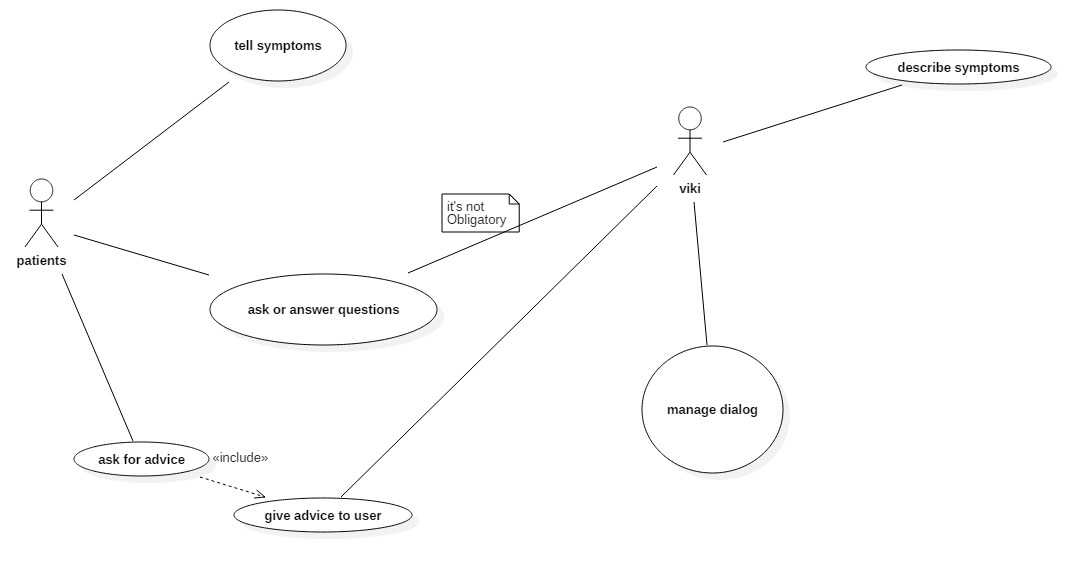 tell symptoms
describe symptoms
viki
it's not
Obligatory
patients
ask or answer questions
manage dialog
ask for advice
«include»
give advice to user